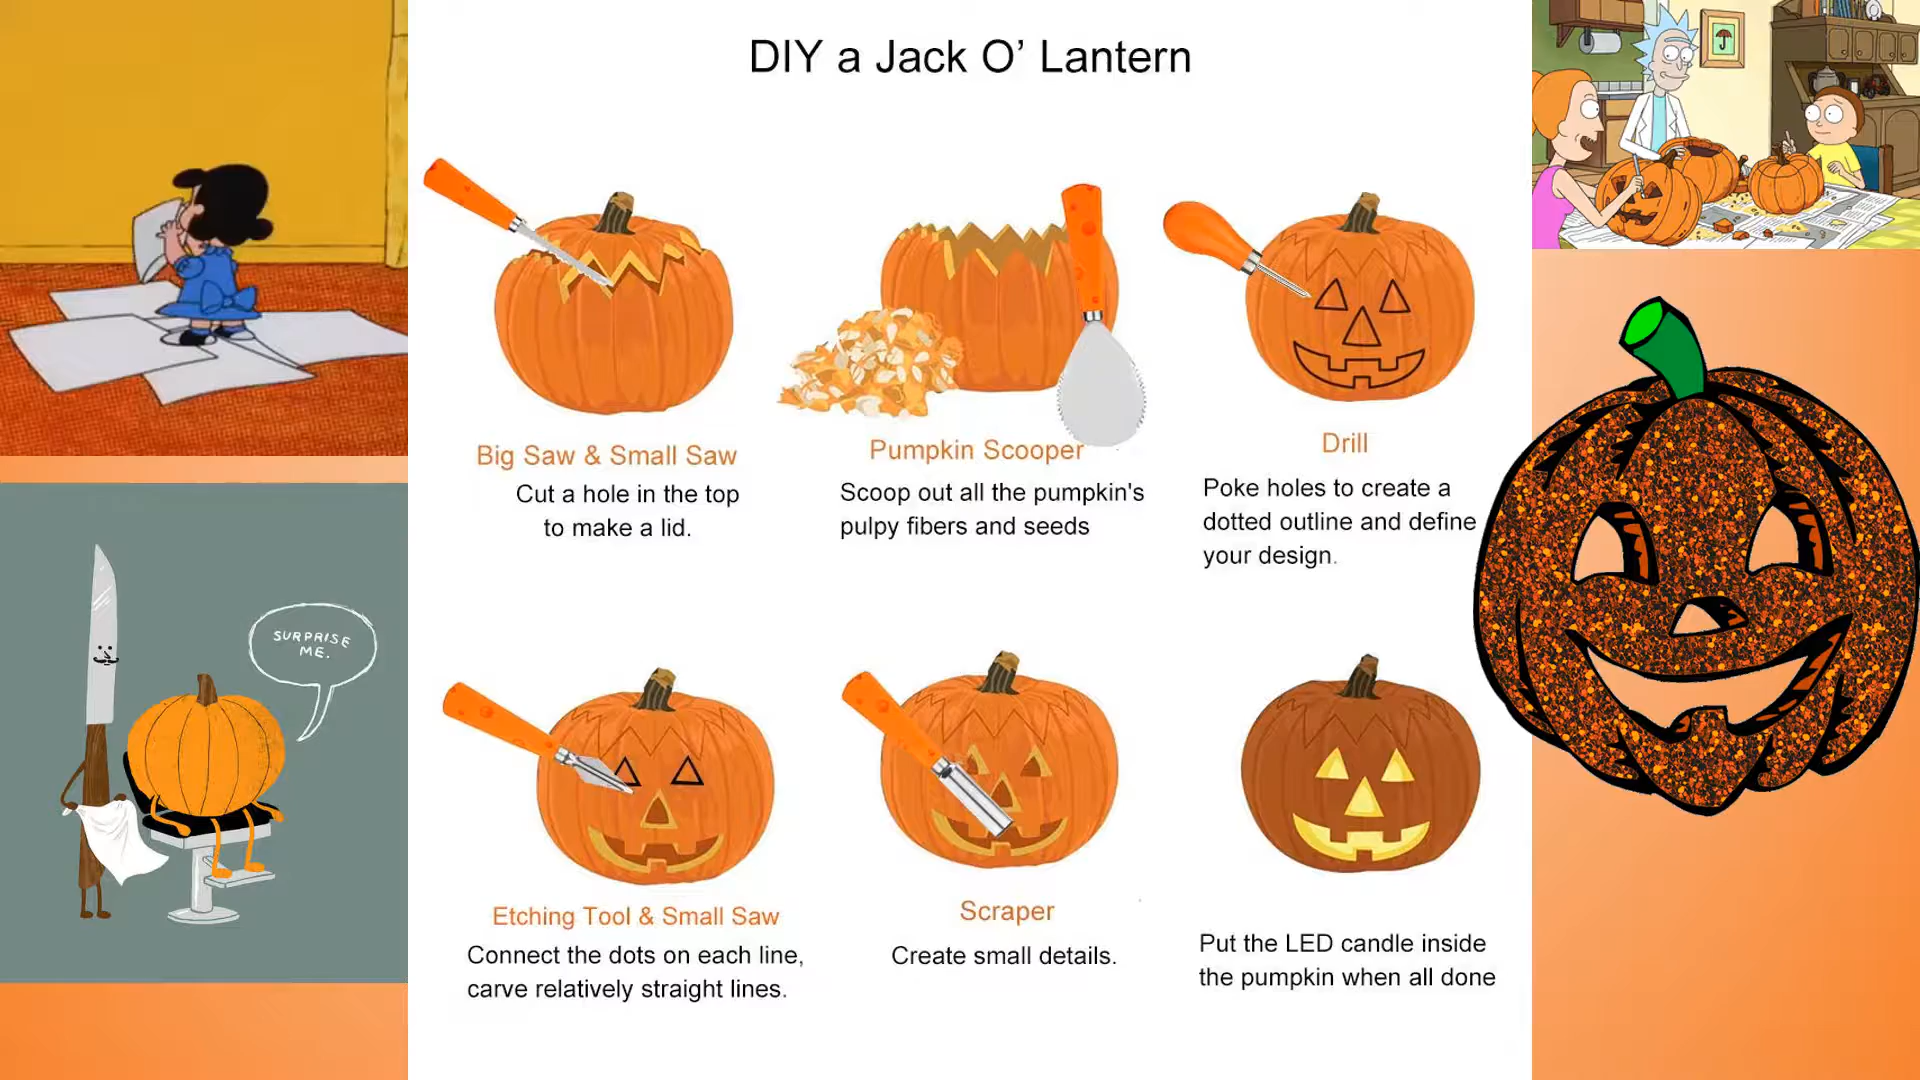 DIY a Jack O’ Lantern
Big Saw & Small Saw
Cut a hole in the top
to make a lid.
Pumpkin Scooper
Scoop out all the pumpkin's
pulpy fibers and seeds
Drill
Poke holes to create a
dotted outline and define
your design.
SURPRISE
ME.
Etching Tool & Small Saw
Connect the dots on each line,
carve relatively straight lines.
Scraper
Create small details.
Put the LED candle inside
the pumpkin when all done